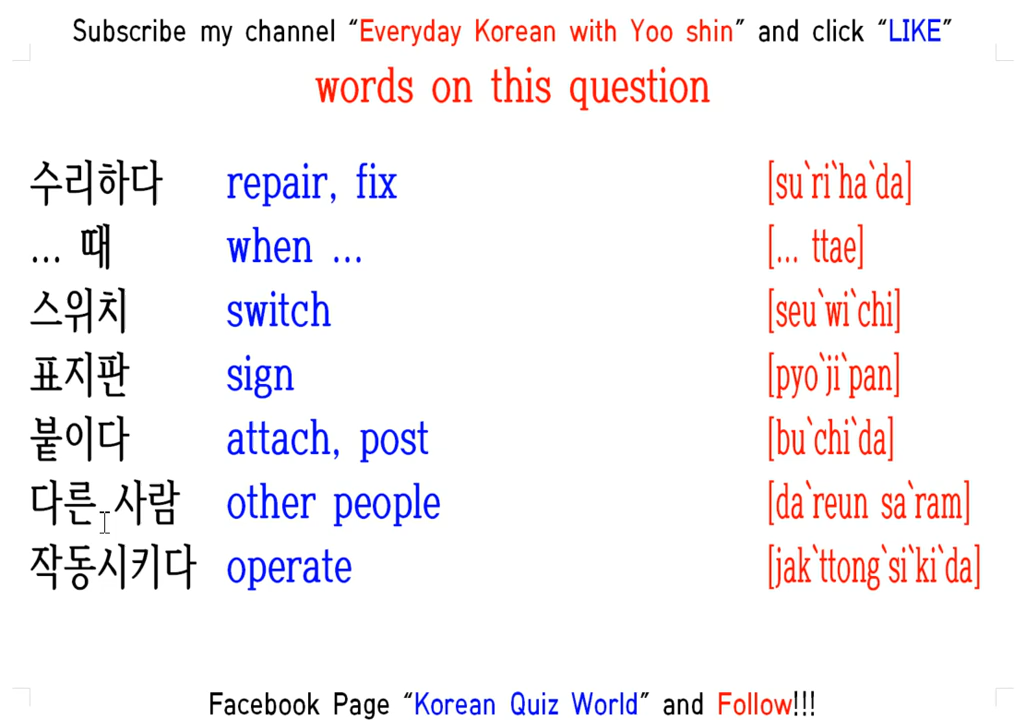 Subscribe my channel “Everyday Korean with Yoo shin” and click “LIKE”
words on this question
수리하다 repair, fix [su`ri`ha`da]
... 때 when ... [... ttae]
스위치 switch [seu`wi`chi]
표지판 sign [pyo`ji`pan]
붙이다 attach, post [bu`chi`da]
다른 사람 other people [da`reun sa`ram]
작동시키다 operate [jak`ttong`si`ki`da]
Facebook Page “Korean Quiz World” and Follow!!!